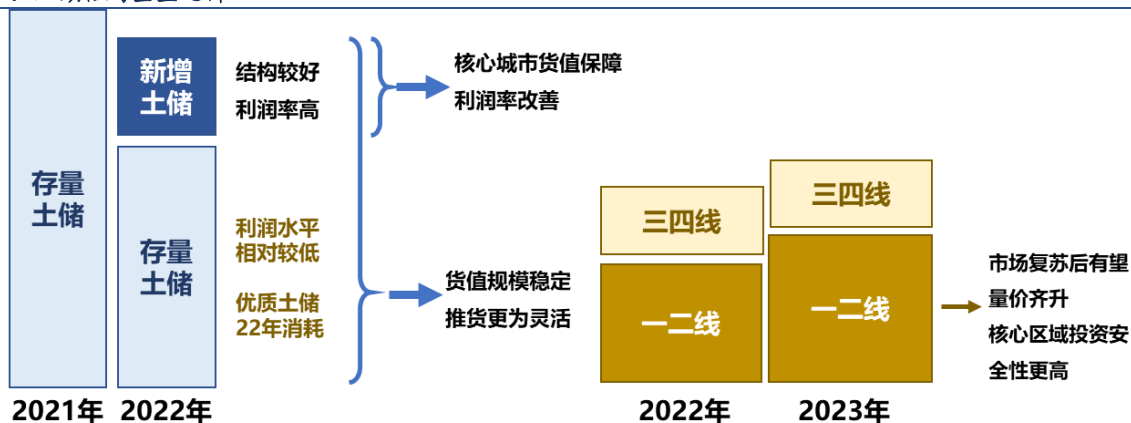 存量
土储
新增
土储
结构较好
利润率高
存量
土储
利润水平
相对较低
优质土储
22年消耗
核心城市货值保障
利润率改善
货值规模稳定
推货更为灵活
三四线
一二线
三四线
一二线
市场复苏后有望
量价齐升
核心区域投资安
全性更高
2021年
2022年
2022年
2023年